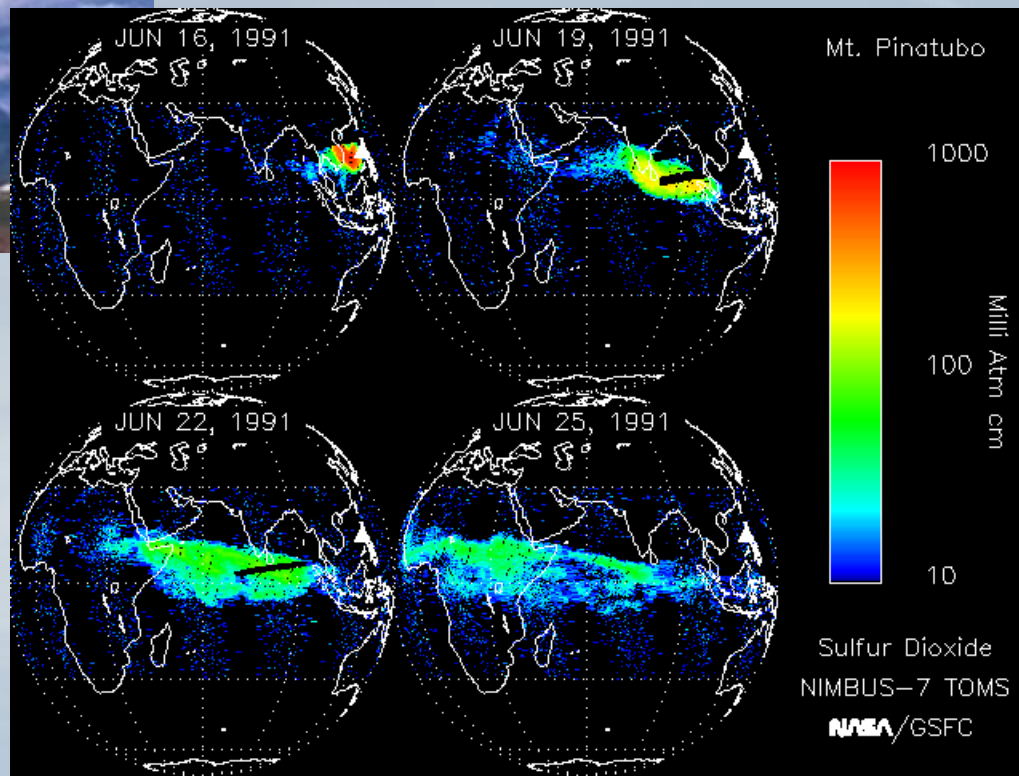 JUN 16, 1991
JUN 19, 1991
Mt. Pinatubo
1000
100
10
Milli Atm cm
JUN 22, 1991
JUN 25, 1991
Sulfur Dioxide
NIMBUS-7 TOMS
NASA/GSFC